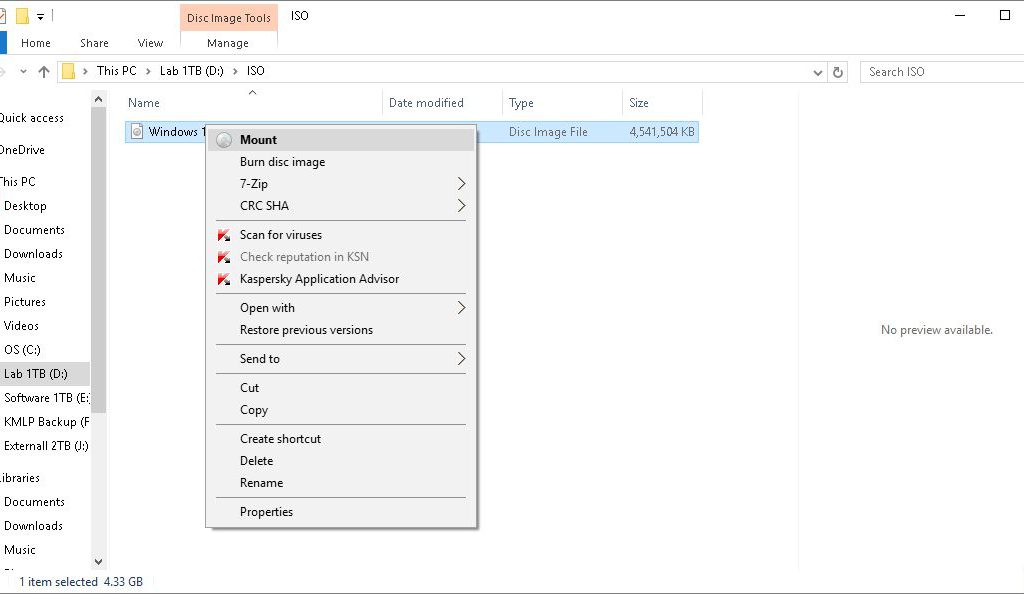 Disc Image Tools ISO
Home Share View Manage
This PC Lab 1TB (D:) ISO Search ISO
Name Date modified Type Size
Windows 1 Disc Image File 4,541,504 KB
Mount
Burn disc image
7-Zip
CRC SHA
Scan for viruses
Check reputation in KSN
Kaspersky Application Advisor
Open with
Restore previous versions
Send to
Cut
Copy
Create shortcut
Delete
Rename
Properties
Quick access
OneDrive
This PC
Desktop
Documents
Downloads
Music
Pictures
Videos
OS (C:)
Lab 1TB (D:)
Software 1TB (E:
KMLP Backup (F
Externall 2TB (J:)
Libraries
Documents
Downloads
Music
No preview available.
1 item selected 4.33 GB